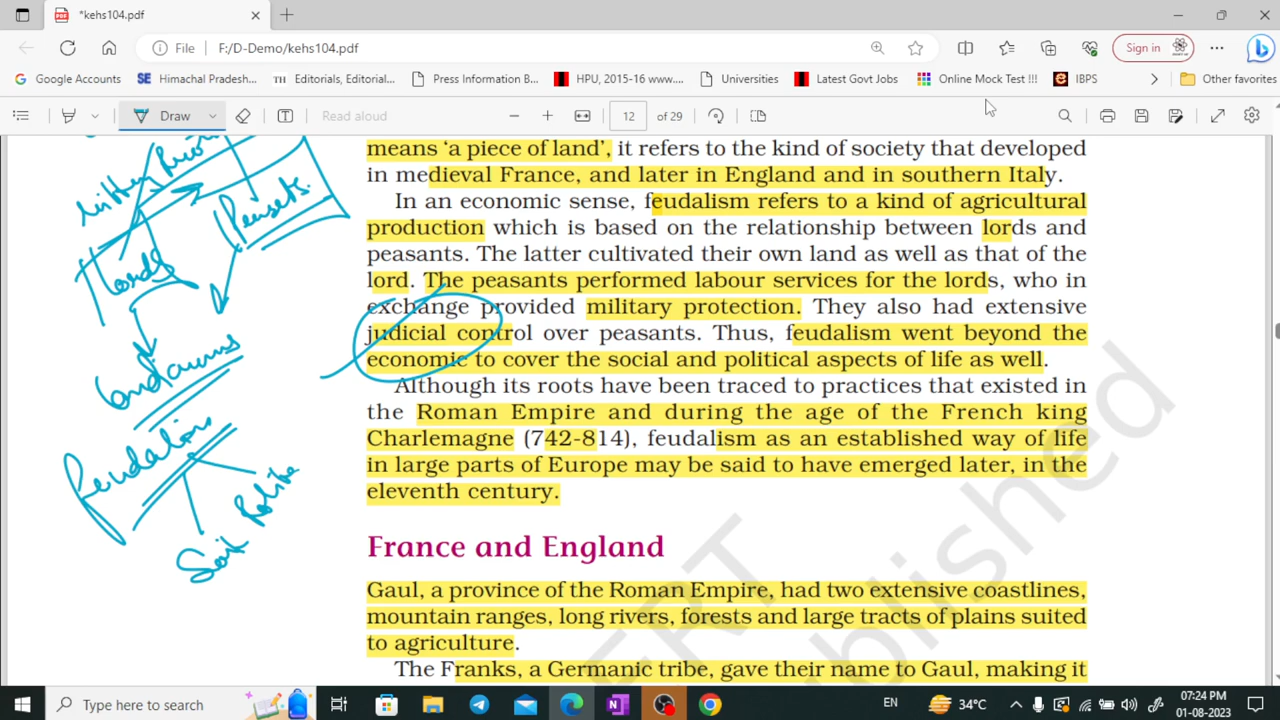 *kehs104.pdf
File F:/D-Demo/kehs104.pdf Sign in
Google Accounts SE Himachal Pradesh... TH Editorials, Editorial... Press Information B... HPU, 2015-16 www.... Universities Latest Govt Jobs Online Mock Test !!! IBPS Other favorites
Draw T Read aloud 12 of 29
means ‘a piece of land’, it refers to the kind of society that developed
in medieval France, and later in England and in southern Italy.
In an economic sense, feudalism refers to a kind of agricultural
production which is based on the relationship between lords and
peasants. The latter cultivated their own land as well as that of the
lord. The peasants performed labour services for the lords, who in
exchange provided military protection. They also had extensive
judicial control over peasants. Thus, feudalism went beyond the
economic to cover the social and political aspects of life as well.
Although its roots have been traced to practices that existed in
the Roman Empire and during the age of the French king
Charlemagne (742-814), feudalism as an established way of life
in large parts of Europe may be said to have emerged later, in the
eleventh century.
France and England
Gaul, a province of the Roman Empire, had two extensive coastlines,
mountain ranges, long rivers, forests and large tracts of plains suited
to agriculture.
The Franks, a Germanic tribe, gave their name to Gaul, making it
Lords
Feudalism
blished
Type here to search EN 34°C 07:24 PM
01-08-2023